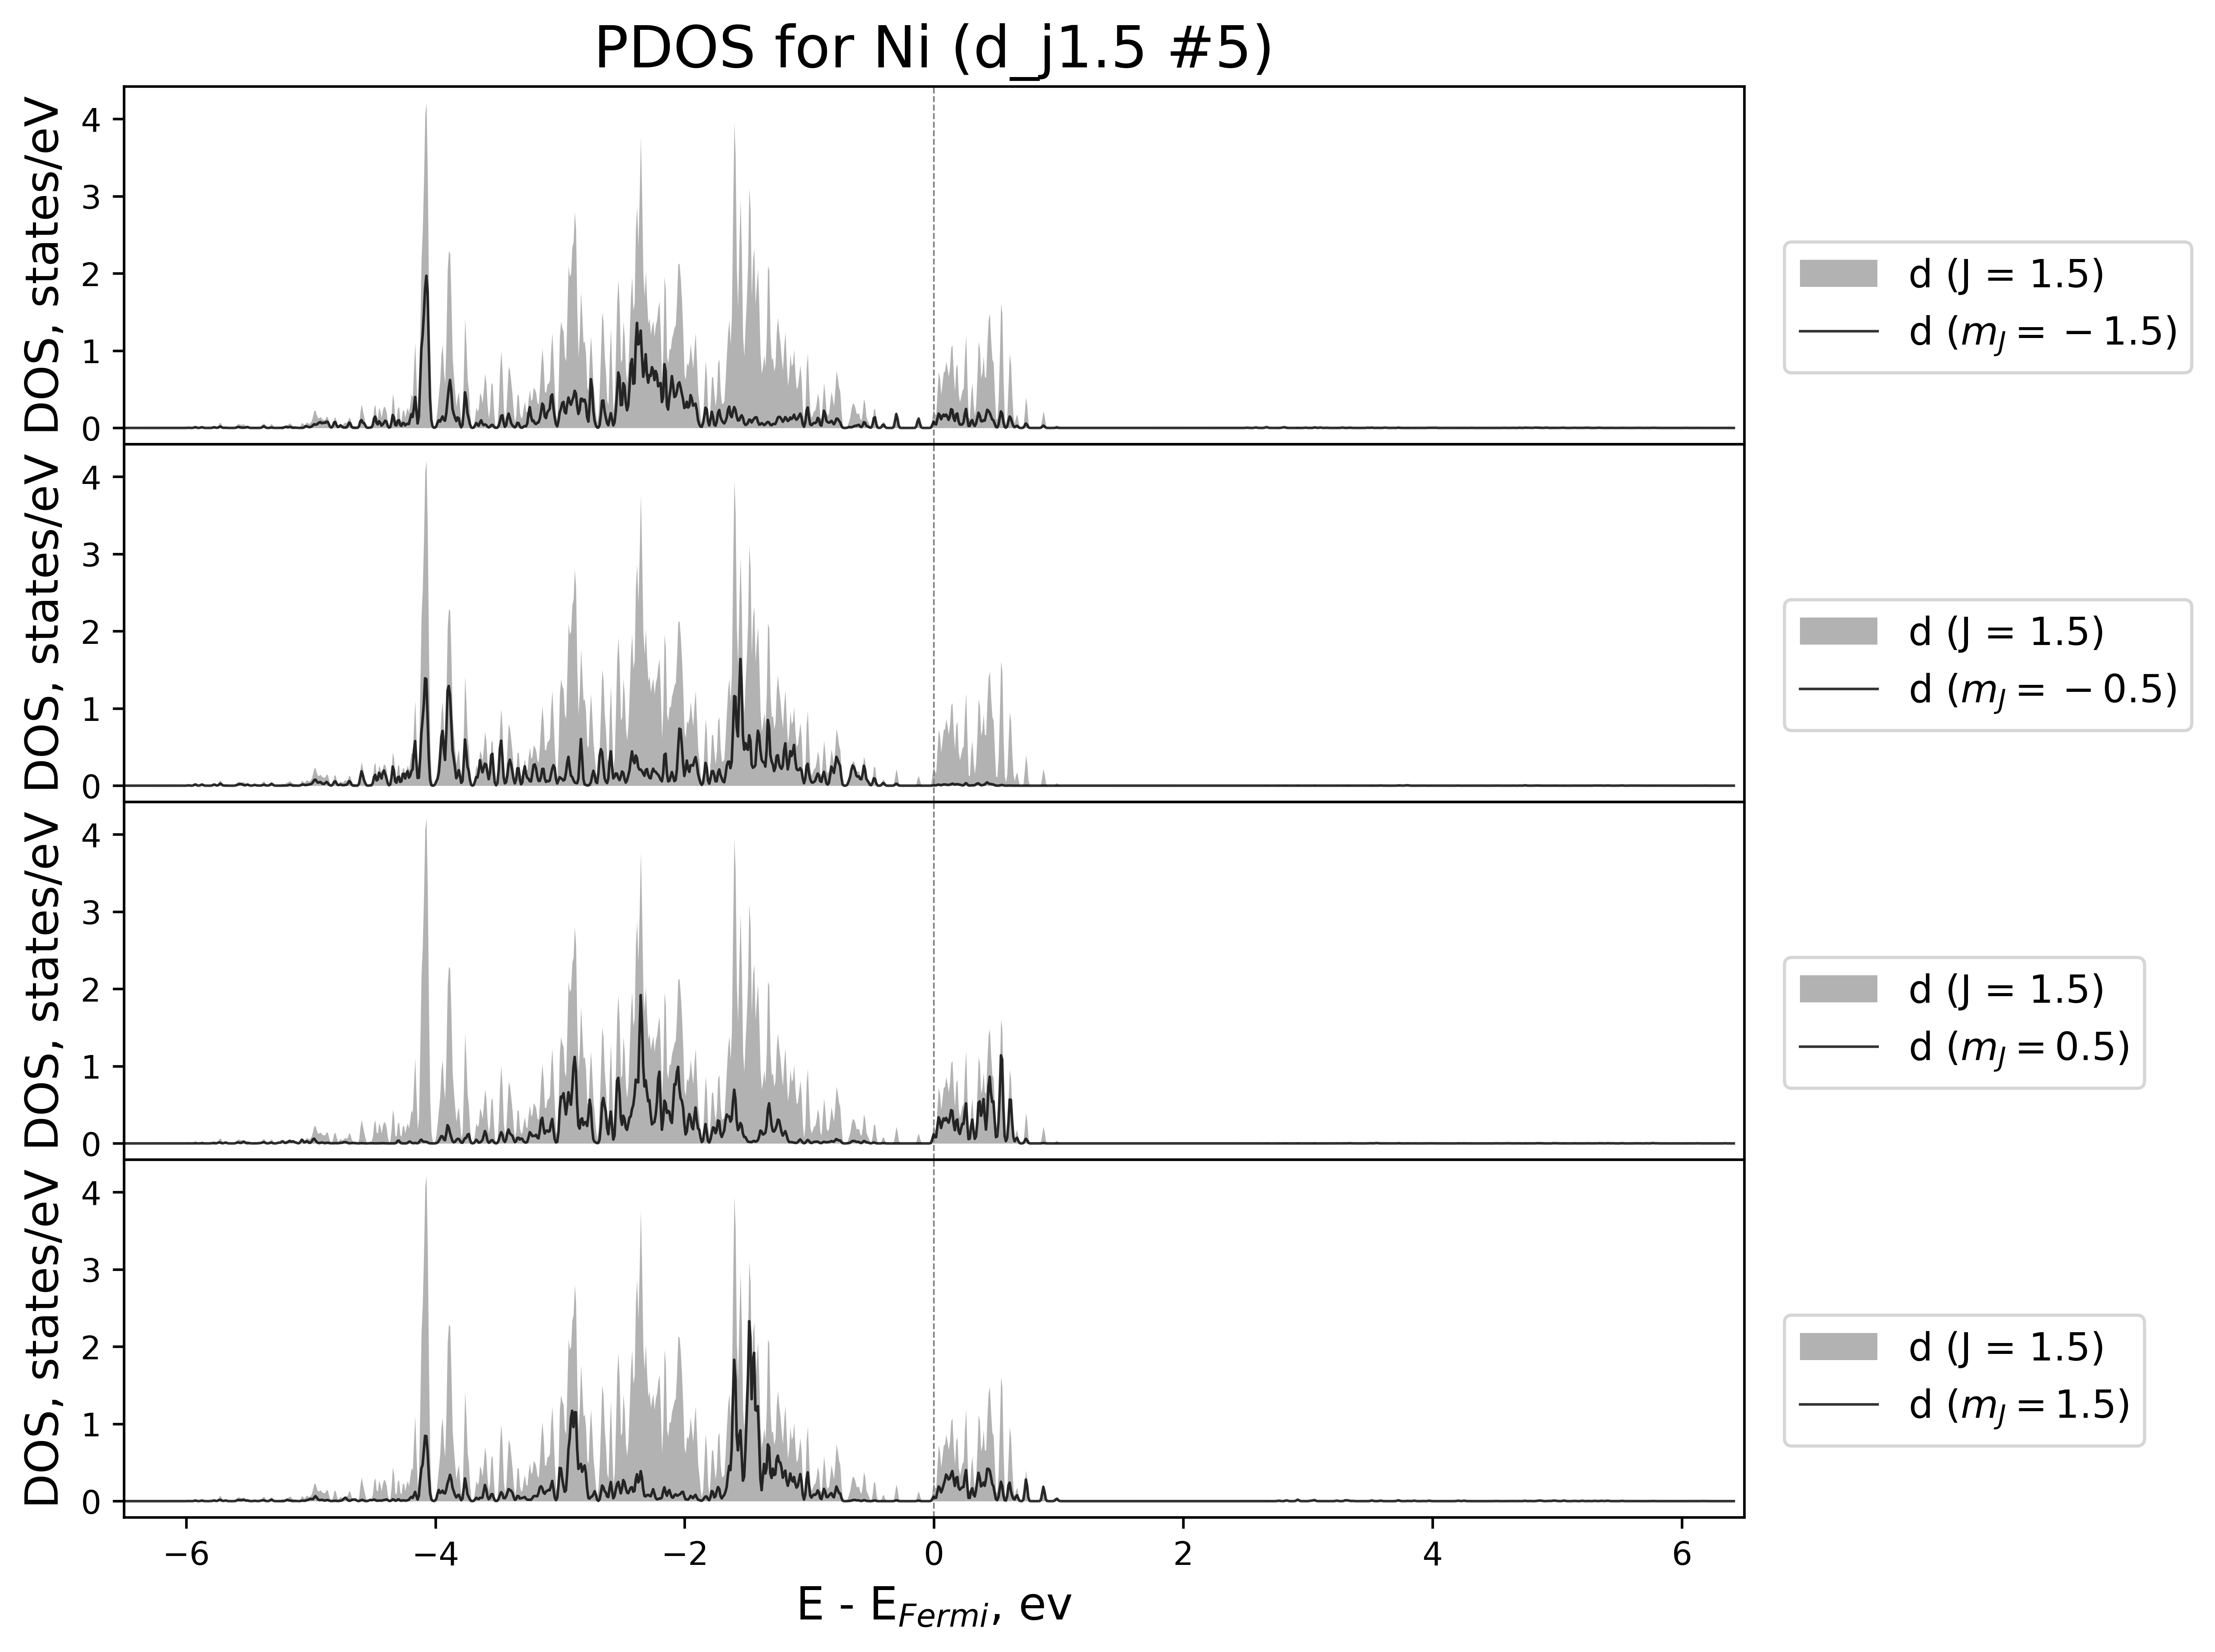 PDOS for Ni (d_j1.5 #5)
DOS, states/eV
4
3
2
1
0
d (J = 1.5)
d (m_J = −1.5)
DOS, states/eV
4
3
2
1
0
d (J = 1.5)
d (m_J = −0.5)
DOS, states/eV
4
3
2
1
0
d (J = 1.5)
d (m_J = 0.5)
DOS, states/eV
4
3
2
1
0
d (J = 1.5)
d (m_J = 1.5)
−6 −4 −2 0 2 4 6
E - E_Fermi, ev